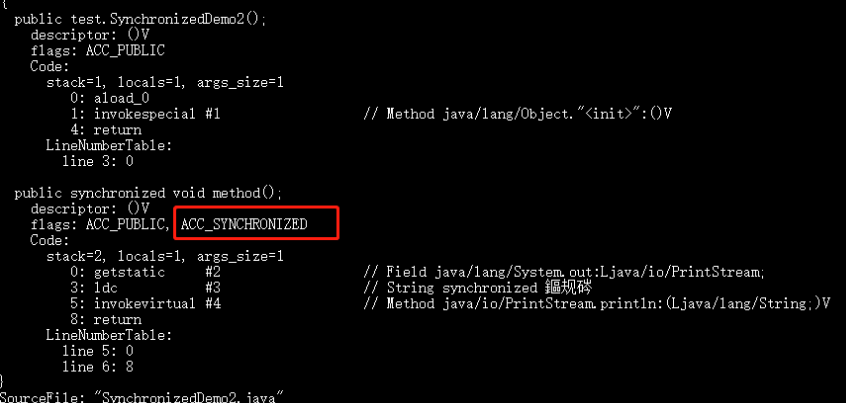 {
public test.SynchronizedDemo2();
descriptor: ()V
flags: ACC_PUBLIC
Code:
stack=1, locals=1, args_size=1
0: aload_0
1: invokespecial #1 // Method java/lang/Object."<init>":()V
4: return
LineNumberTable:
line 3: 0
public synchronized void method();
descriptor: ()V
flags: ACC_PUBLIC, ACC_SYNCHRONIZED
Code:
stack=2, locals=1, args_size=1
0: getstatic #2 // Field java/lang/System.out:Ljava/io/PrintStream;
3: ldc #3 // String synchronized 鏂规硶
5: invokevirtual #4 // Method java/io/PrintStream.println:(Ljava/lang/String;)V
8: return
LineNumberTable:
line 5: 0
line 6: 8
}
SourceFile: "SynchronizedDemo2.java"